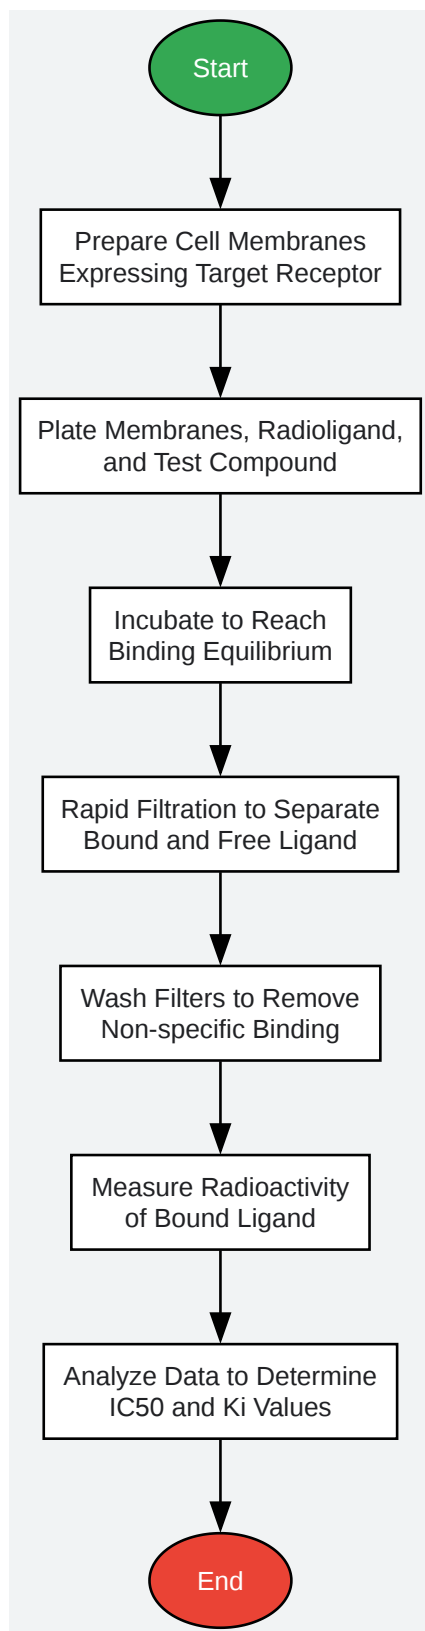 Start
Prepare Cell Membranes
Expressing Target Receptor
Plate Membranes, Radioligand,
and Test Compound
Incubate to Reach
Binding Equilibrium
Rapid Filtration to Separate
Bound and Free Ligand
Wash Filters to Remove
Non-specific Binding
Measure Radioactivity
of Bound Ligand
Analyze Data to Determine
IC50 and Ki Values
End